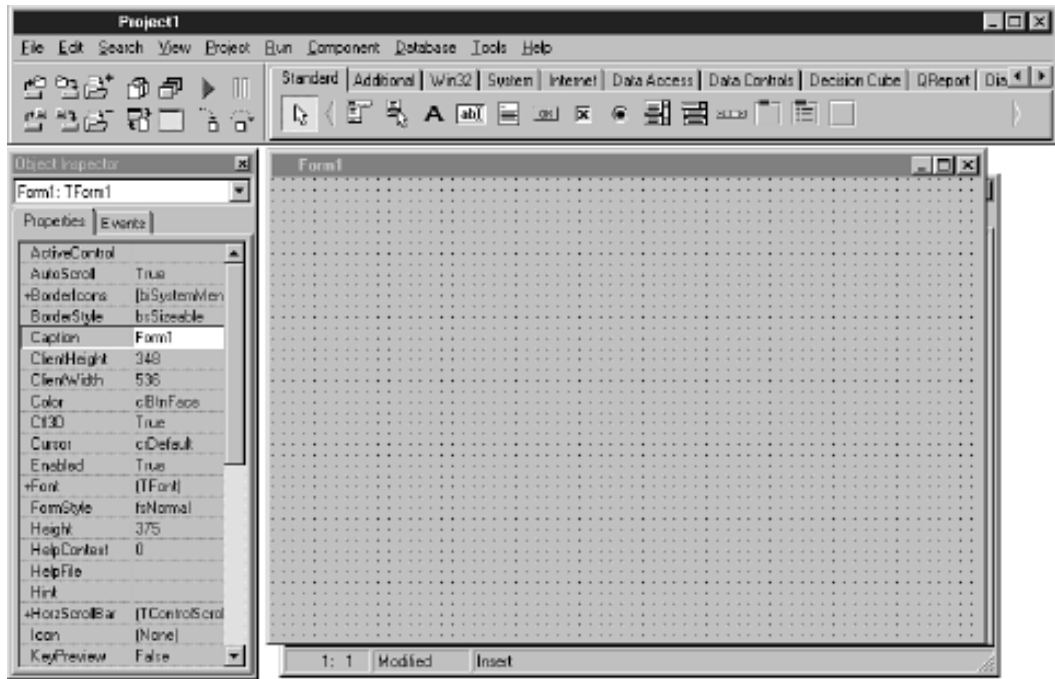 Project1
File Edit Search View Project Run Component Database Tools Help
Standard Additional Win32 System Internet Data Access Data Controls Decision Cube QReport Dia
A ab OK
Object Inspector
Form1: TForm1
Properties Events
ActiveControl
AutoScroll True
+BorderIcons [biSystemMen
BorderStyle bsSizeable
Caption Form1
ClientHeight 348
ClientWidth 536
Color clBtnFace
Ctl3D True
Cursor crDefault
Enabled True
+Font (TFont)
FormStyle fsNormal
Height 375
HelpContext 0
HelpFile
Hint
+HorzScrollBar (TControlScrol
Icon (None)
KeyPreview False
Form1
1: 1 Modified Insert